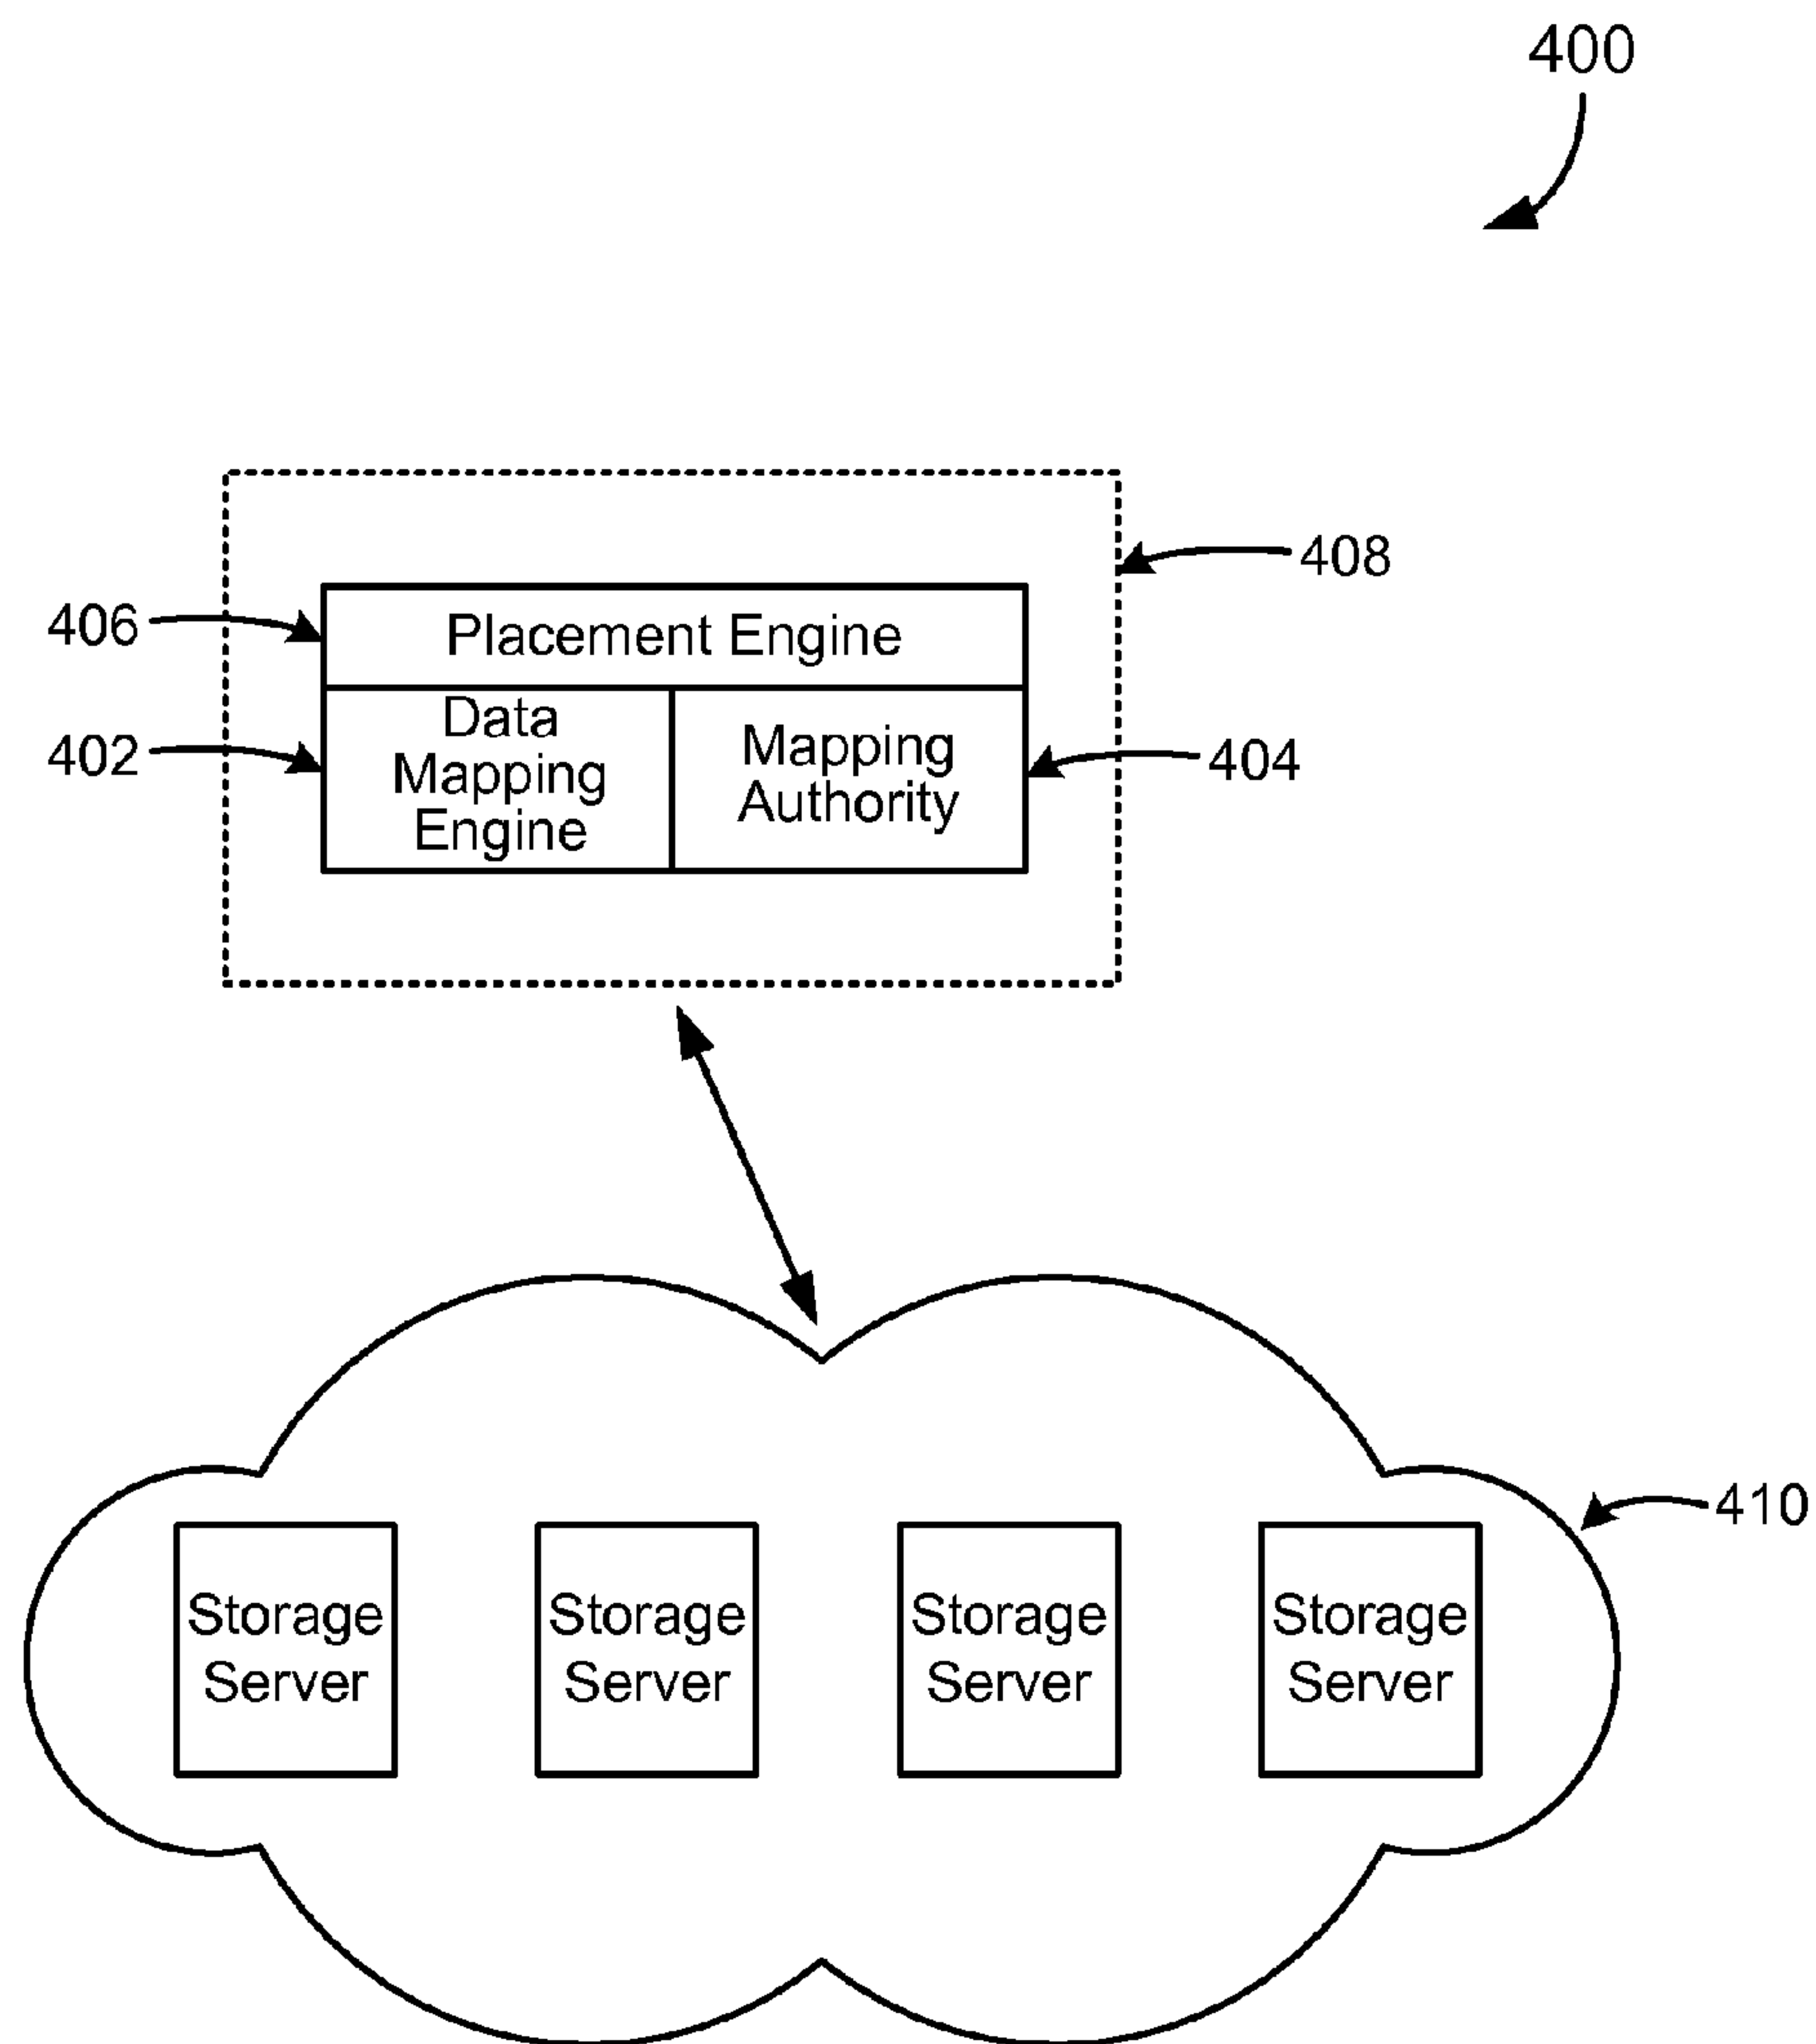 400
408
406
Placement Engine
402
Data
Mapping
Engine
Mapping
Authority
404
410
Storage
Server
Storage
Server
Storage
Server
Storage
Server